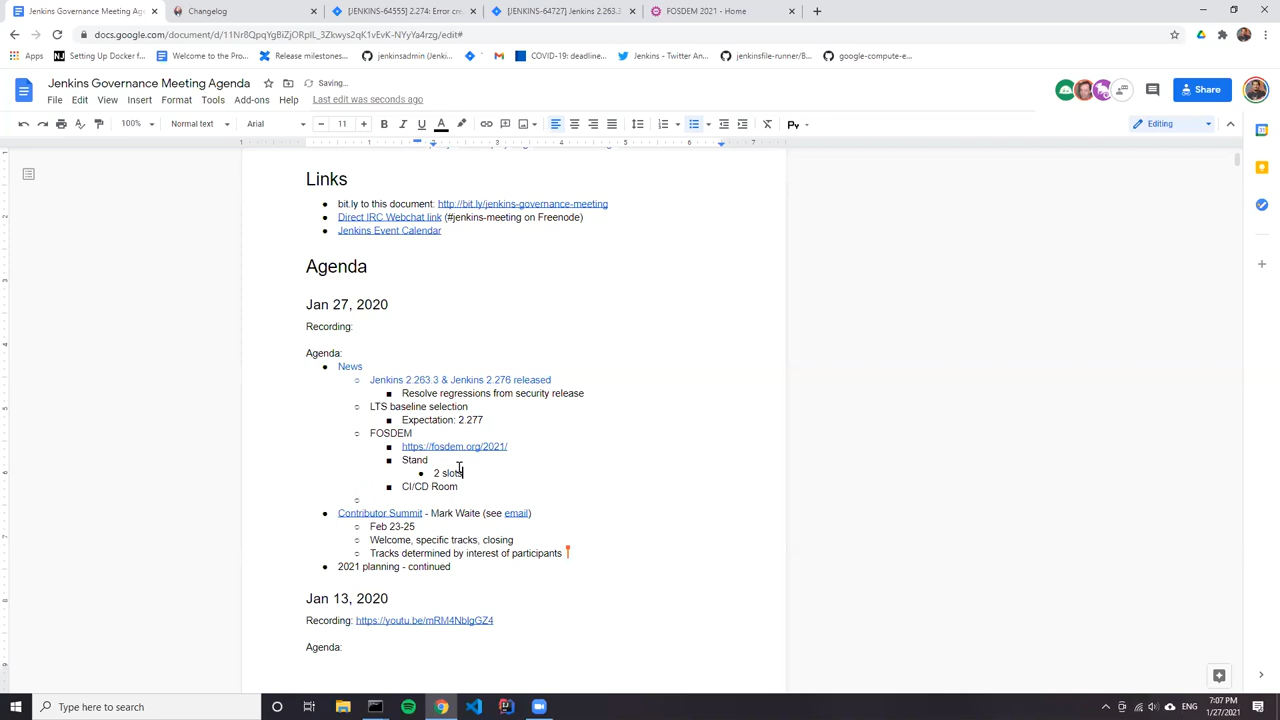 Jenkins Governance Meeting Age
Changelog
[JENKINS-64555] 2.274: Error cre
[JENKINS-64727] Jenkins 2.263.3
FOSDEM 2021 - Home
docs.google.com/document/d/11Nr8QpqYgBiZjORpIL_3Zkwys2qK1vEvK-NYyYa4rzg/edit#
Apps
Setting Up Docker f...
Welcome to the Pro...
Release milestones...
jenkinsadmin (Jenki...
COVID-19: deadline...
Jenkins - Twitter An...
jenkinsfile-runner/B...
google-compute-e...
Jenkins Governance Meeting Agenda
Saving...
File Edit View Insert Format Tools Add-ons Help Last edit was seconds ago
Share
100% Normal text Arial 11 Editing
Links
bit.ly to this document: http://bit.ly/jenkins-governance-meeting
Direct IRC Webchat link (#jenkins-meeting on Freenode)
Jenkins Event Calendar
Agenda
Jan 27, 2020
Recording:
Agenda:
News
Jenkins 2.263.3 & Jenkins 2.276 released
Resolve regressions from security release
LTS baseline selection
Expectation: 2.277
FOSDEM
https://fosdem.org/2021/
Stand
2 slots
CI/CD Room
Contributor Summit - Mark Waite (see email)
Feb 23-25
Welcome, specific tracks, closing
Tracks determined by interest of participants
2021 planning - continued
Jan 13, 2020
Recording: https://youtu.be/mRM4NbIgGZ4
Agenda:
Type here to search
ENG
7:07 PM
1/27/2021